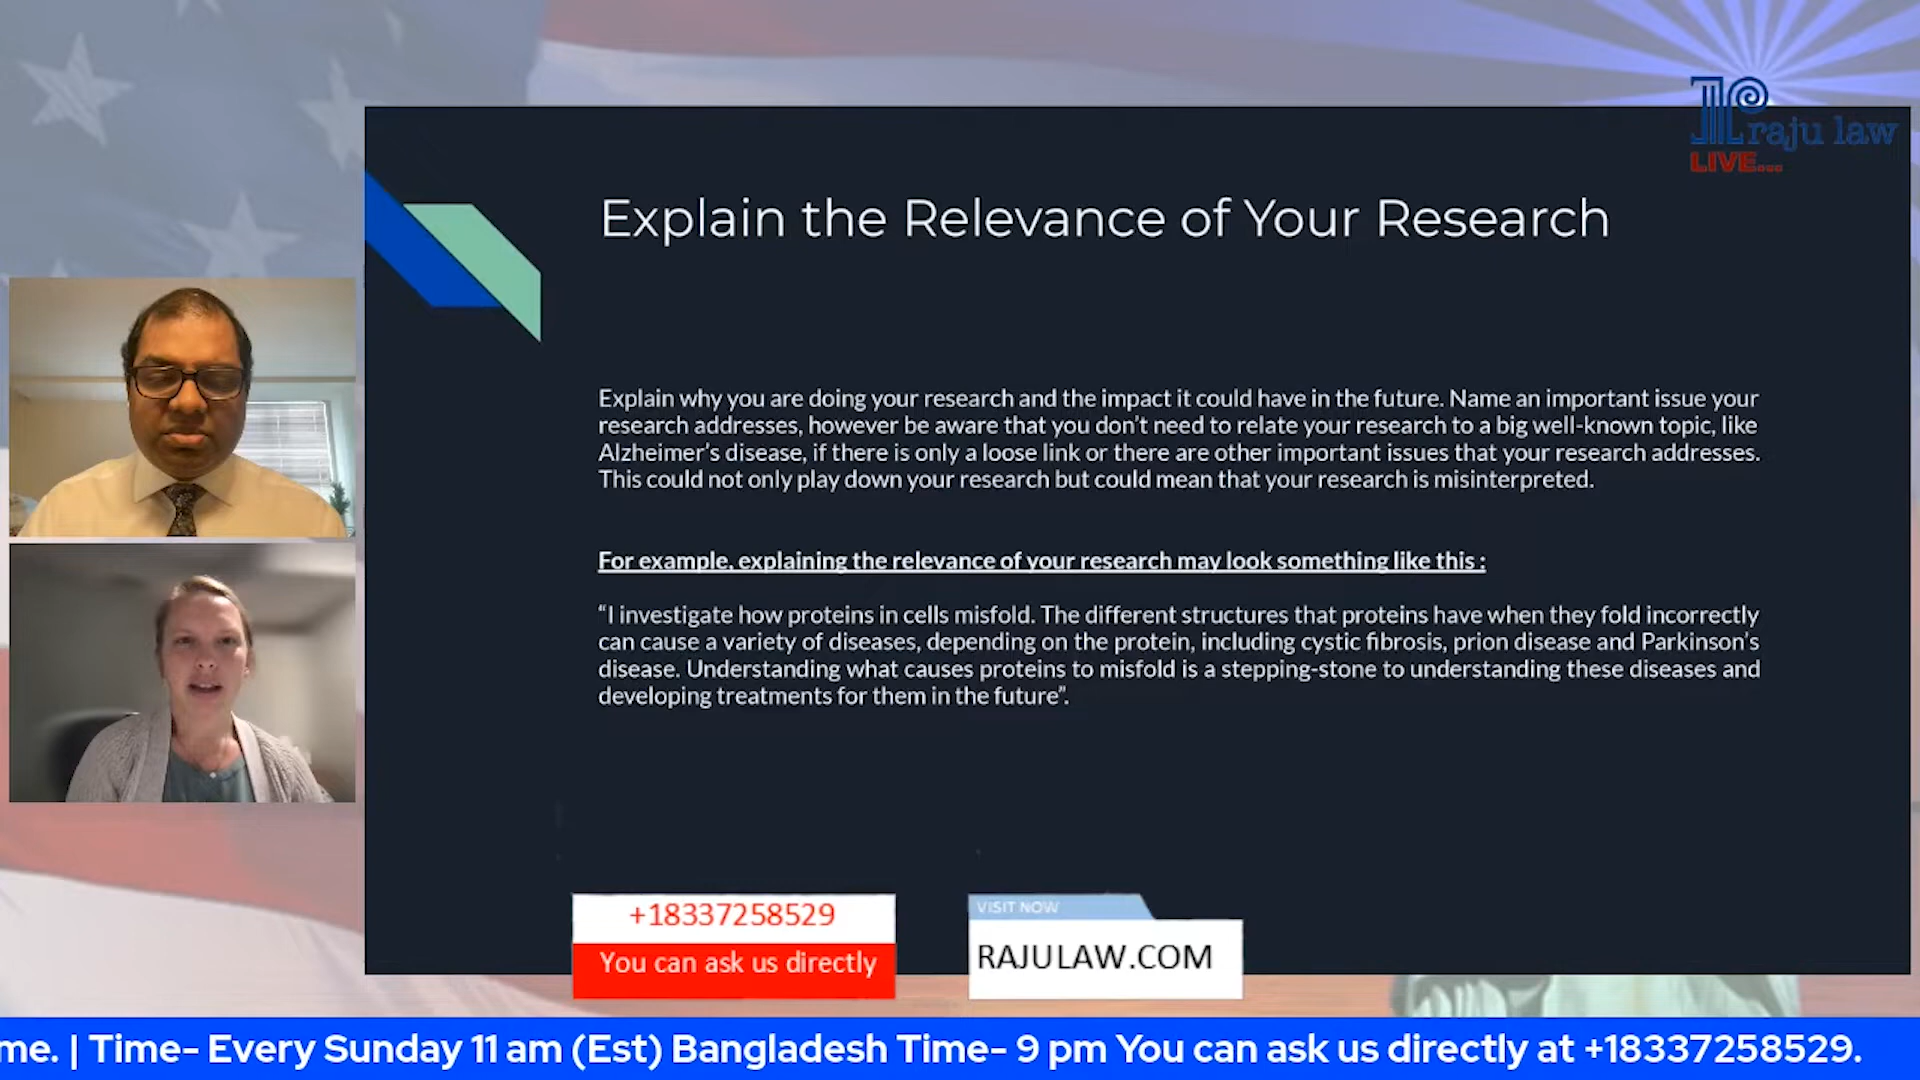 raju law
LIVE...
Explain the Relevance of Your Research
Explain why you are doing your research and the impact it could have in the future. Name an important issue your
research addresses, however be aware that you don't need to relate your research to a big well-known topic, like
Alzheimer's disease, if there is only a loose link or there are other important issues that your research addresses.
This could not only play down your research but could mean that your research is misinterpreted.
For example, explaining the relevance of your research may look something like this :
“I investigate how proteins in cells misfold. The different structures that proteins have when they fold incorrectly
can cause a variety of diseases, depending on the protein, including cystic fibrosis, prion disease and Parkinson's
disease. Understanding what causes proteins to misfold is a stepping-stone to understanding these diseases and
developing treatments for them in the future”.
+18337258529
You can ask us directly
VISIT NOW
RAJULAW.COM
me. | Time- Every Sunday 11 am (Est) Bangladesh Time- 9 pm You can ask us directly at +18337258529.